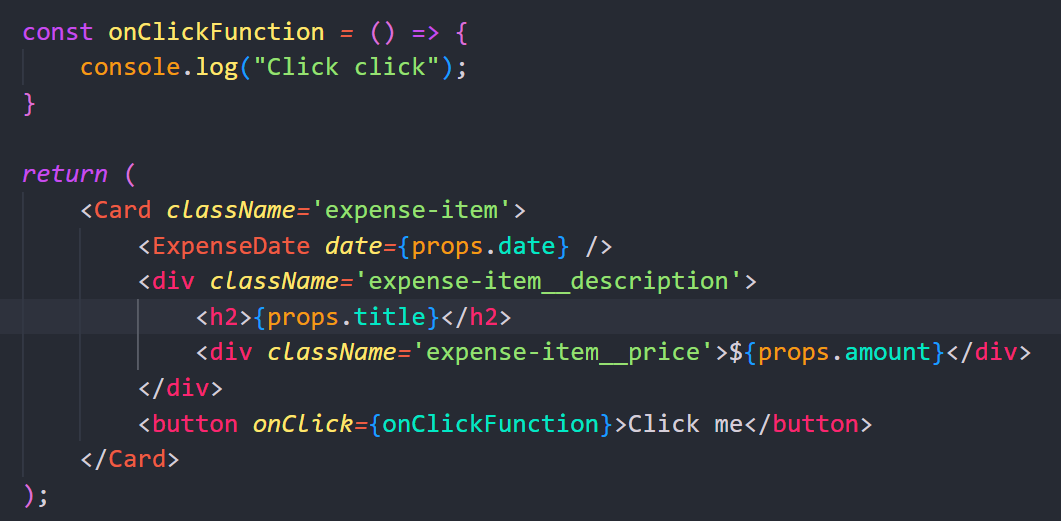 const onClickFunction = () => {
    console.log("Click click");
}

return (
    <Card className='expense-item'>
        <ExpenseDate date={props.date} />
        <div className='expense-item__description'>
            <h2>{props.title}</h2>
            <div className='expense-item__price'>${props.amount}</div>
        </div>
        <button onClick={onClickFunction}>Click me</button>
    </Card>
);